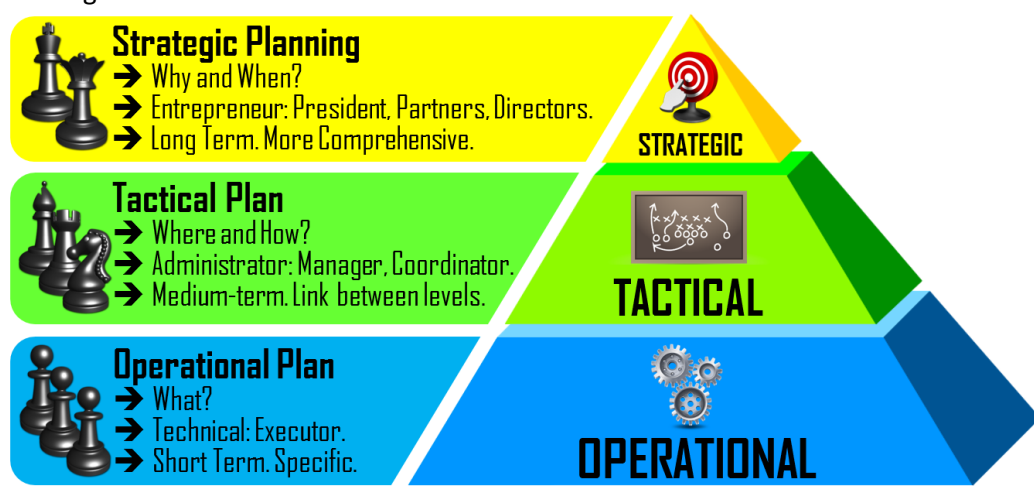 Strategic Planning
➔ Why and When?
➔ Entrepreneur: President, Partners, Directors.
➔ Long Term. More Comprehensive.
STRATEGIC
Tactical Plan
➔ Where and How?
➔ Administrator: Manager, Coordinator.
➔ Medium-term. Link between levels.
TACTICAL
Operational Plan
➔ What?
➔ Technical: Executor.
➔ Short Term. Specific.
OPERATIONAL